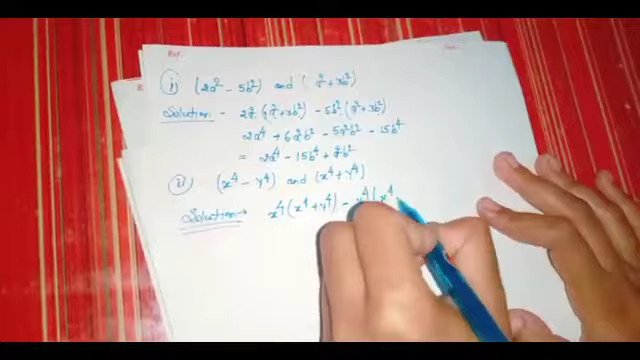 i) (2a² - 5b²) and (a² + 3b²)
Solution - 2a²(a² + 3b²) - 5b²(a² + 3b²)
2a⁴ + 6a²b² - 5a²b² - 15b⁴
= 2a⁴ - 15b⁴ + a²b²
ii) (x⁴ - y⁴) and (x⁴ + y⁴)
Solution → x⁴(x⁴ + y⁴) - y⁴(x⁴